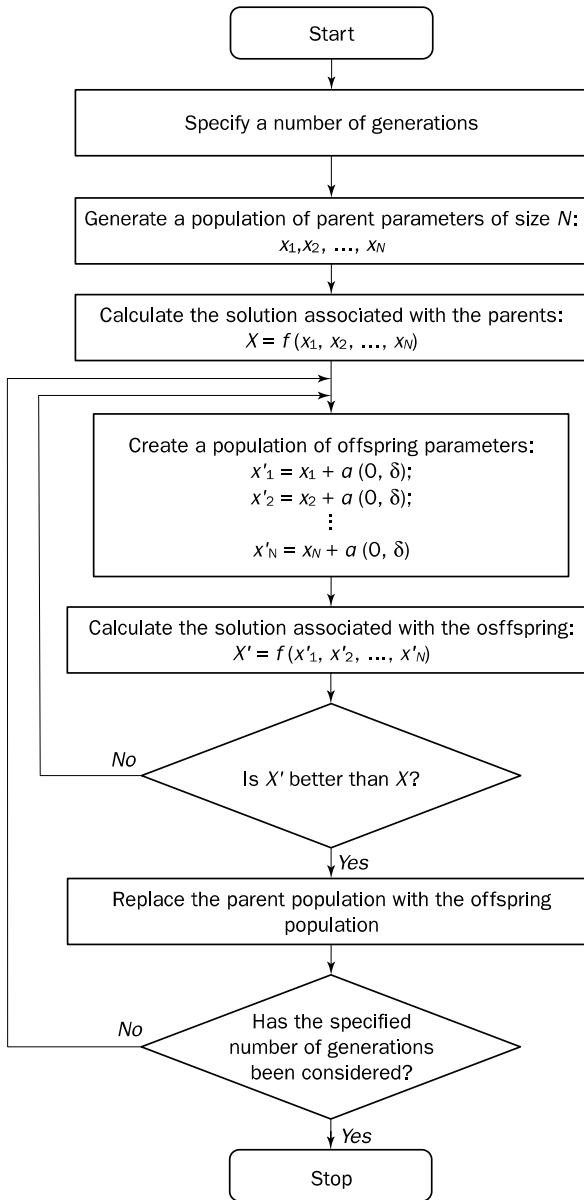 Start
Specify a number of generations
Generate a population of parent parameters of size N:
x₁,x₂, ..., xₙ
Calculate the solution associated with the parents:
X = f (x₁, x₂, ..., xₙ)
Create a population of offspring parameters:
x'₁ = x₁ + a (0, δ);
x'₂ = x₂ + a (0, δ);
⋮
x'ₙ = xₙ + a (0, δ)
Calculate the solution associated with the osffspring:
X' = f (x'₁, x'₂, ..., x'ₙ)
No
Is X' better than X?
Yes
Replace the parent population with the offspring
population
No
Has the specified
number of generations
been considered?
Yes
Stop